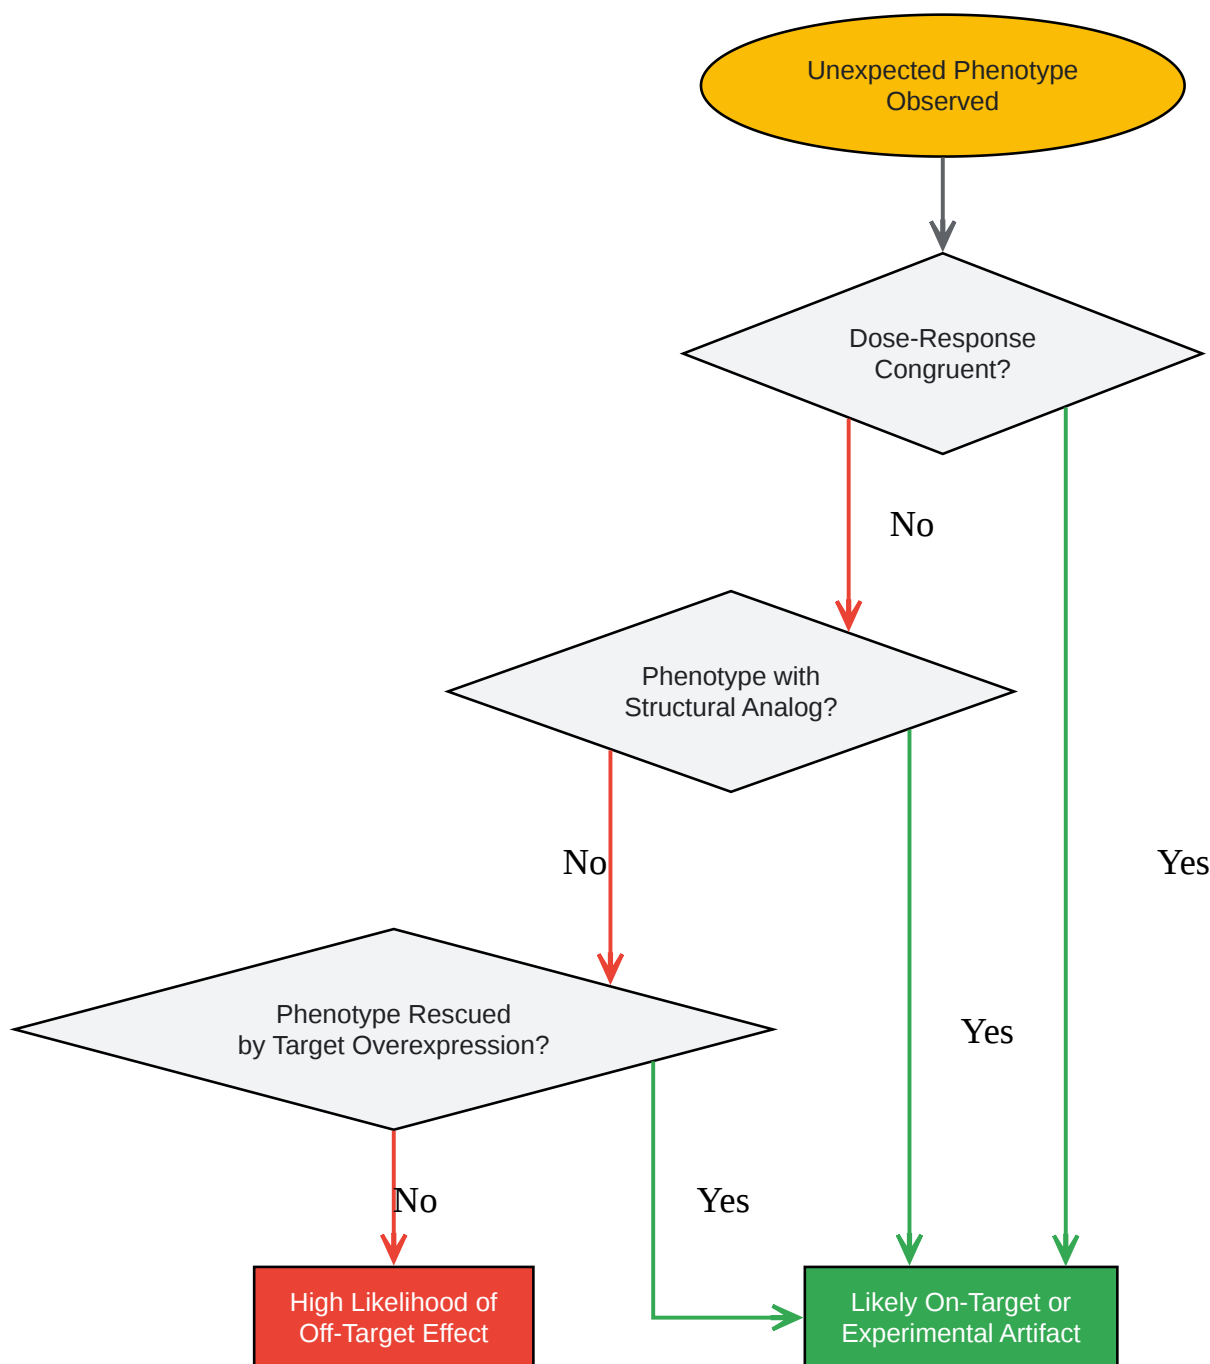 Unexpected Phenotype
Observed
Dose-Response
Congruent?
No
Phenotype with
Structural Analog?
No
Yes
Phenotype Rescued
by Target Overexpression?
Yes
No
Yes
High Likelihood of
Off-Target Effect
Likely On-Target or
Experimental Artifact